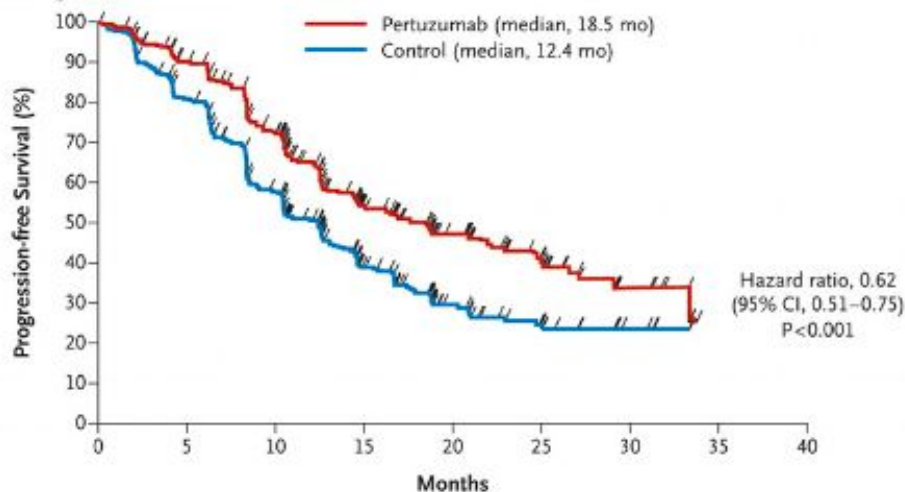 Pertuzumab (median, 18.5 mo)
Control (median, 12.4 mo)
Progression-free Survival (%)
100
90
80
70
60
50
40
30
20
10
0
Hazard ratio, 0.62
(95% CI, 0.51–0.75)
P<0.001
0 5 10 15 20 25 30 35 40
Months